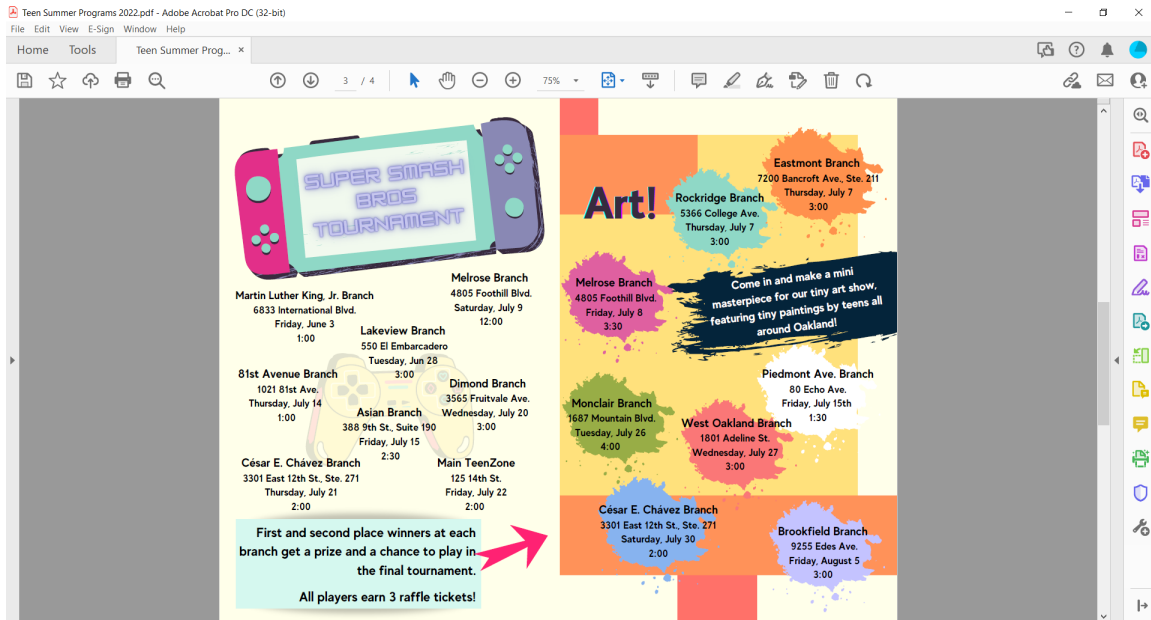 Teen Summer Programs 2022.pdf - Adobe Acrobat Pro DC (32-bit)
File Edit View E-Sign Window Help
Home Tools Teen Summer Prog... ×
3 / 4 75%
SUPER SMASH
BROS
TOURNAMENT
Melrose Branch
4805 Foothill Blvd.
Saturday, July 9
12:00
Martin Luther King, Jr. Branch
6833 International Blvd.
Friday, June 3
1:00
Lakeview Branch
550 El Embarcadero
Tuesday, Jun 28
3:00
81st Avenue Branch
1021 81st Ave.
Thursday, July 14
1:00
Dimond Branch
3565 Fruitvale Ave.
Wednesday, July 20
3:00
Asian Branch
388 9th St., Suite 190
Friday, July 15
2:30
César E. Chávez Branch
3301 East 12th St., Ste. 271
Thursday, July 21
2:00
Main TeenZone
125 14th St.
Friday, July 22
2:00
First and second place winners at each
branch get a prize and a chance to play in
the final tournament.
All players earn 3 raffle tickets!
Art!
Eastmont Branch
7200 Bancroft Ave., Ste. 211
Thursday, July 7
3:00
Rockridge Branch
5366 College Ave.
Thursday, July 7
3:00
Melrose Branch
4805 Foothill Blvd.
Friday, July 8
3:30
Come in and make a mini
masterpiece for our tiny art show,
featuring tiny paintings by teens all
around Oakland!
Piedmont Ave. Branch
80 Echo Ave.
Friday, July 15th
1:30
Monclair Branch
1687 Mountain Blvd.
Tuesday, July 26
4:00
West Oakland Branch
1801 Adeline St.
Wednesday, July 27
3:00
César E. Chávez Branch
3301 East 12th St., Ste. 271
Saturday, July 30
2:00
Brookfield Branch
9255 Edes Ave.
Friday, August 5
3:00